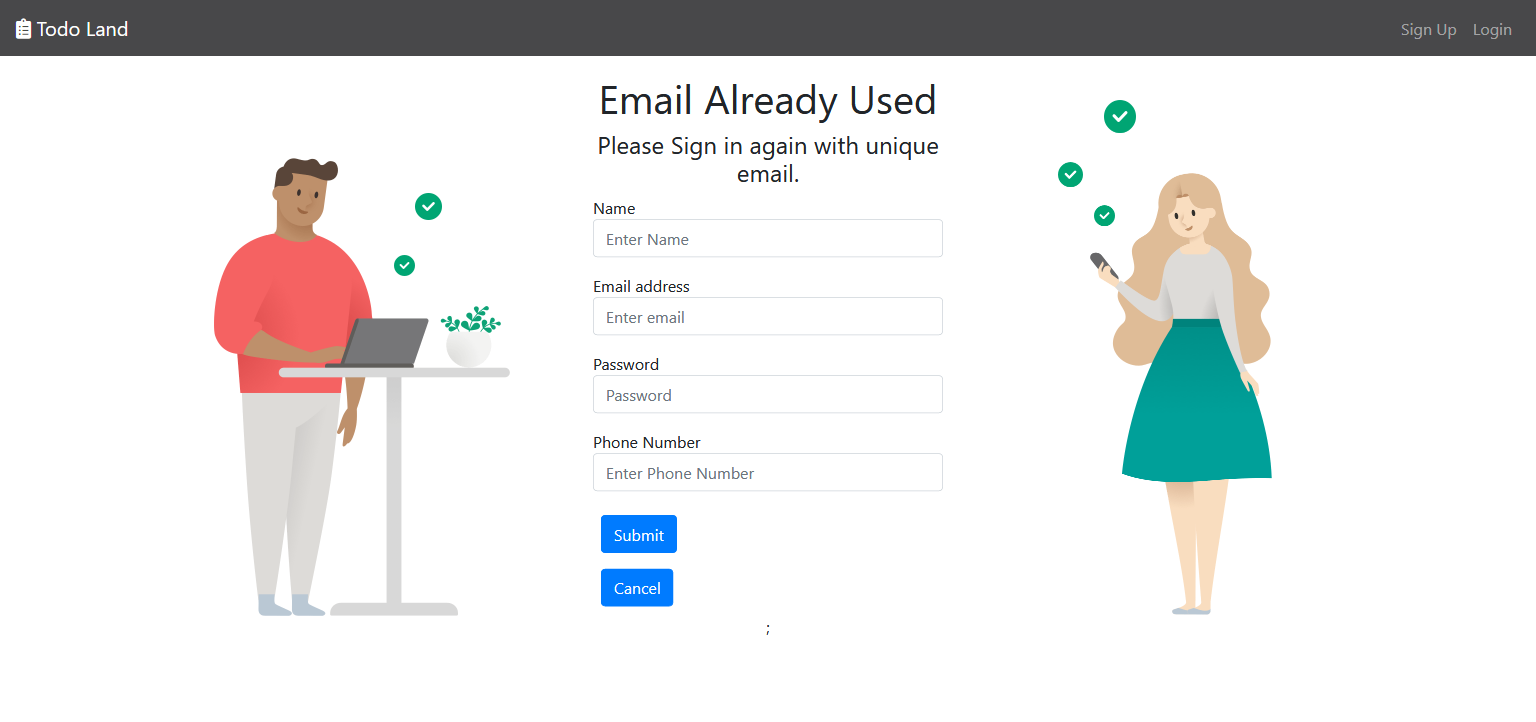 Todo Land
Sign Up
Login
Email Already Used
Please Sign in again with unique
email.
Name
Enter Name
Email address
Enter email
Password
Password
Phone Number
Enter Phone Number
Submit
Cancel
;